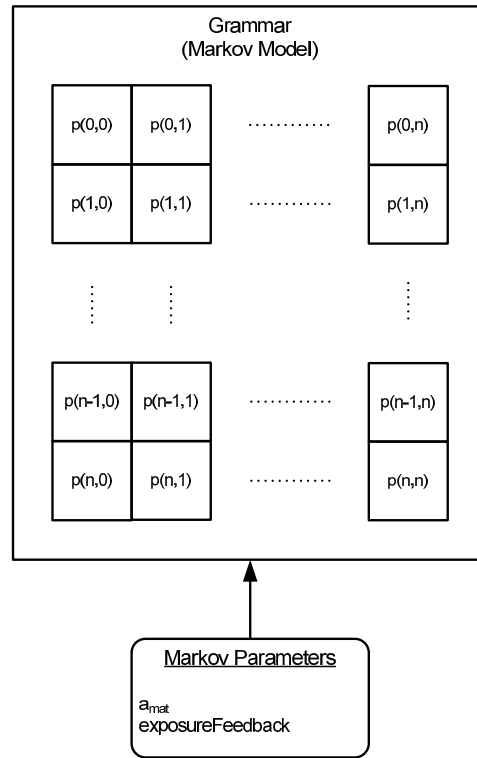 Grammar
(Markov Model)
p(0,0) p(0,1) ............ p(0,n)
p(1,0) p(1,1) ............ p(1,n)
p(n-1,0) p(n-1,1) ............ p(n-1,n)
p(n,0) p(n,1) ............ p(n,n)
Markov Parameters
amat
exposureFeedback